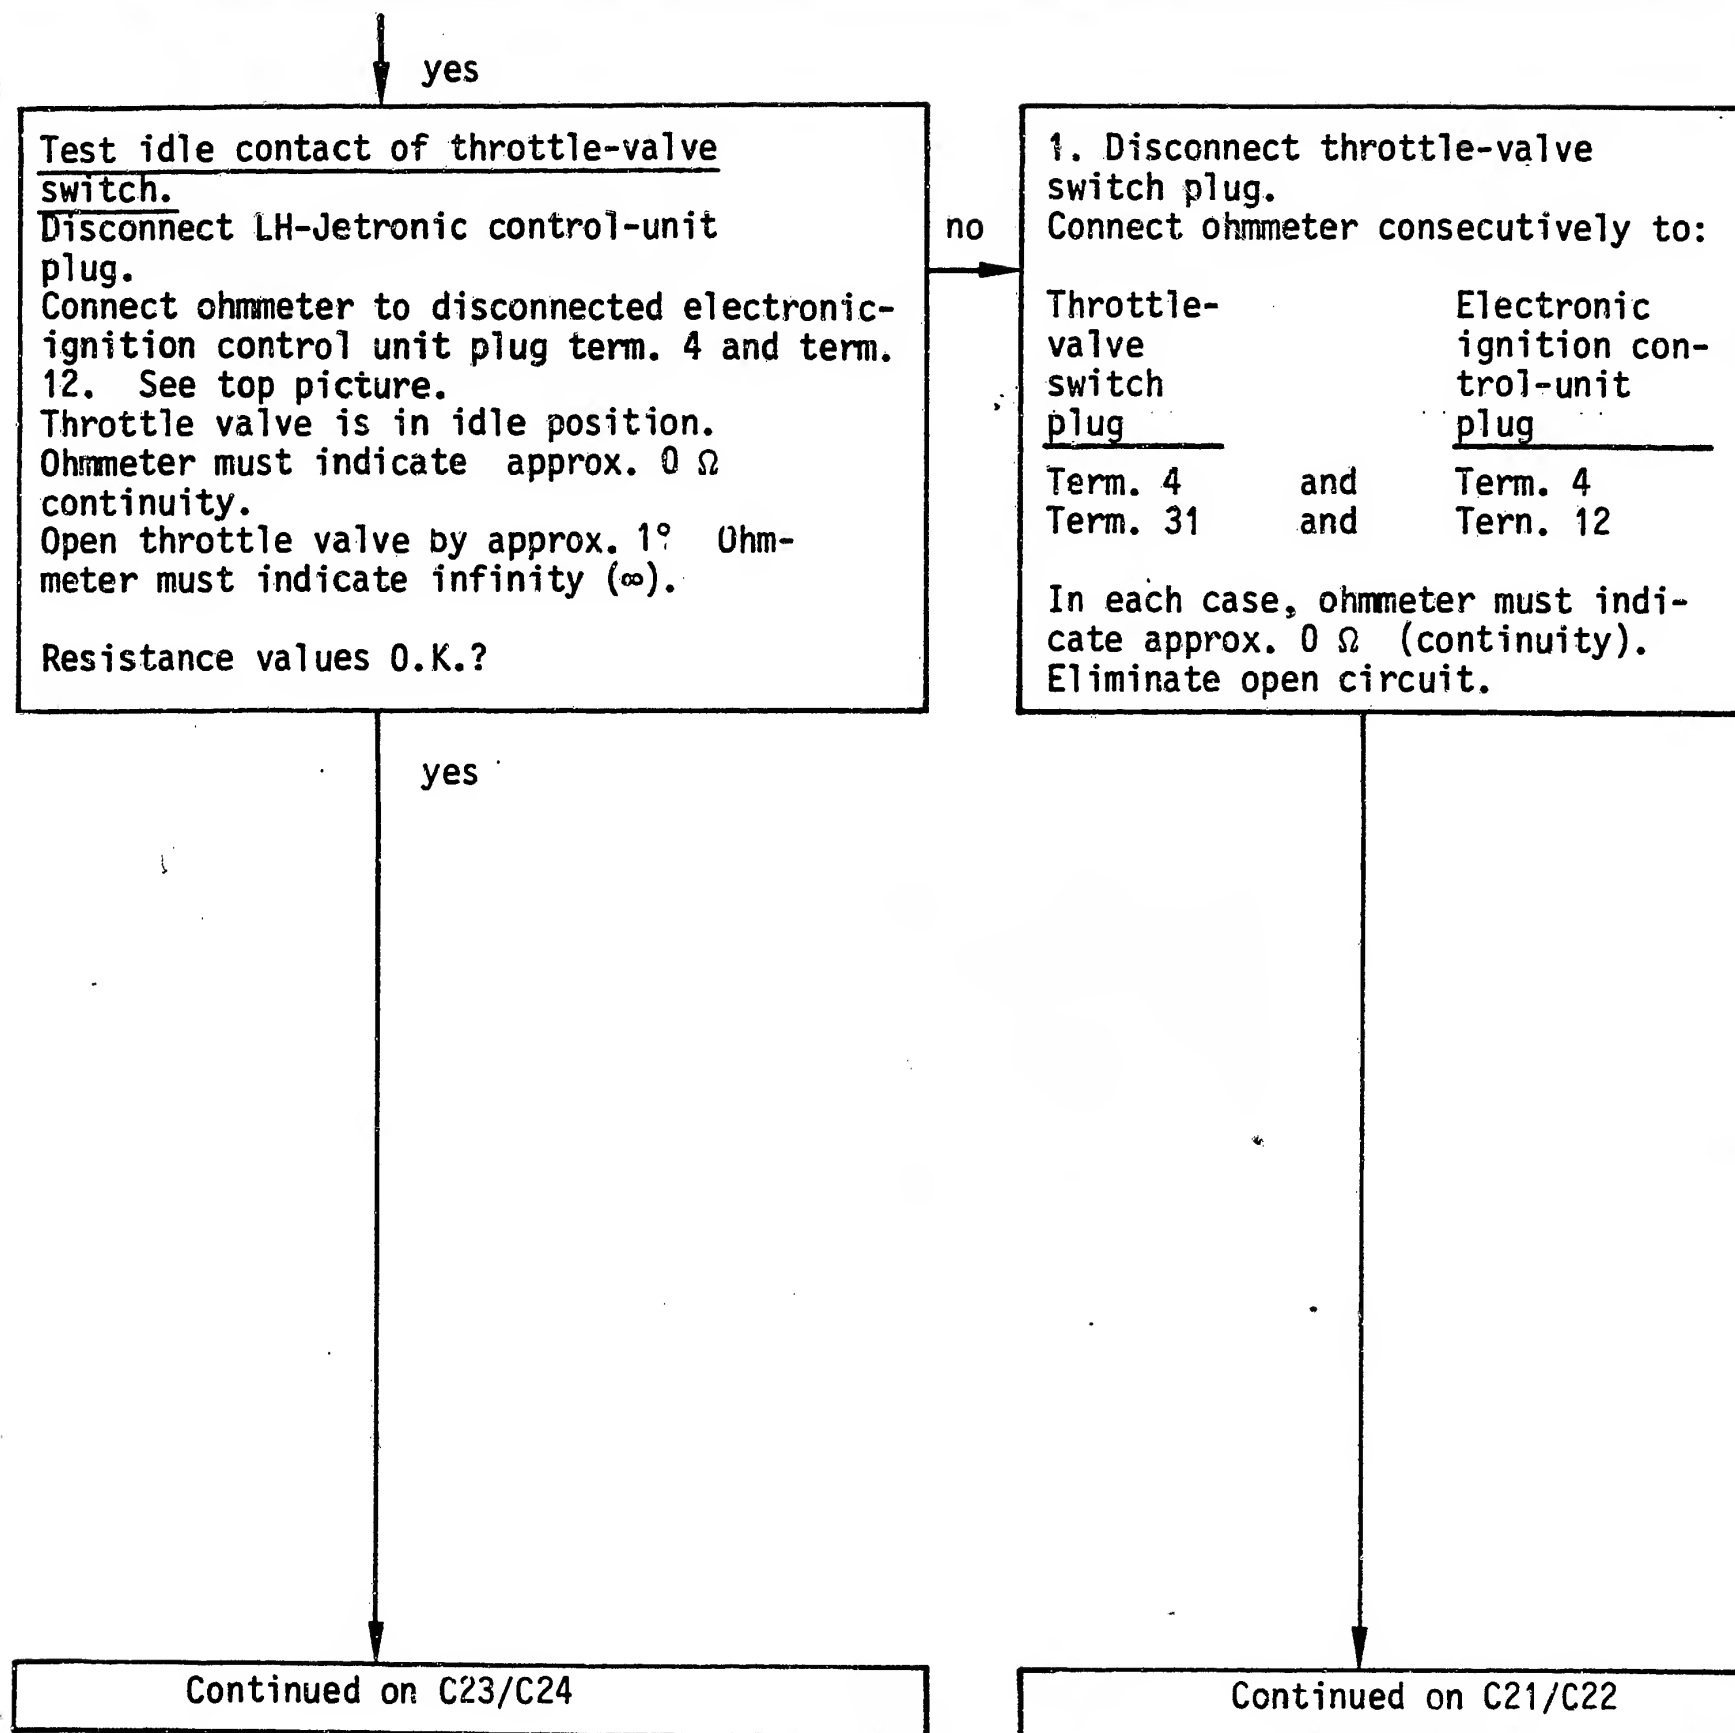 yes
Test idle contact of throttle-valve
switch.
Disconnect LH-Jetronic control-unit
plug.
Connect ohmmeter to disconnected electronic-
ignition control unit plug term. 4 and term.
12. See top picture.
Throttle valve is in idle position.
Ohmmeter must indicate approx. 0 Ω
continuity.
Open throttle valve by approx. 1° Ohm-
meter must indicate infinity (∞).
Resistance values O.K.?
no
1. Disconnect throttle-valve
switch plug.
Connect ohmmeter consecutively to:
Throttle- Electronic
valve ignition con-
switch trol-unit
plug plug
Term. 4 and Term. 4
Term. 31 and Tern. 12
In each case, ohmmeter must indi-
cate approx. 0 Ω (continuity).
Eliminate open circuit.
yes
Continued on C23/C24
Continued on C21/C22